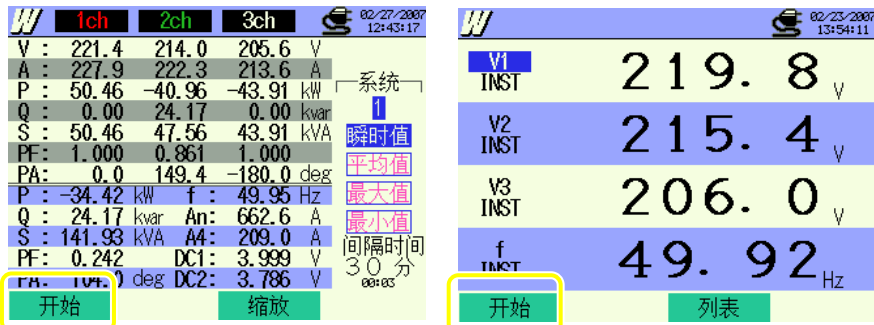 1ch 2ch 3ch 02/27/2007
12:43:17
V : 221.4 214.0 205.6 V
A : 227.9 222.3 213.6 A
P : 50.46 -40.96 -43.91 kW
Q : 0.00 24.17 0.00 kvar
S : 50.46 47.56 43.91 kVA
PF: 1.000 0.861 1.000
PA: 0.0 149.4 -180.0 deg
P : -34.42 kW f : 49.95 Hz
Q : 24.17 kvar An: 662.6 A
S : 141.93 kVA A4: 209.0 A
PF: 0.242 DC1: 3.999 V
PA: 104.0 deg DC2: 3.786 V
系统
1
瞬时值
平均值
最大值
最小值
间隔时间
30 分
00:03
开始 缩放
02/23/2007
13:54:11
V1
INST 219.8 V
V2
INST 215.4 V
V3
INST 206.0 V
f
INST 49.92 Hz
开始 列表